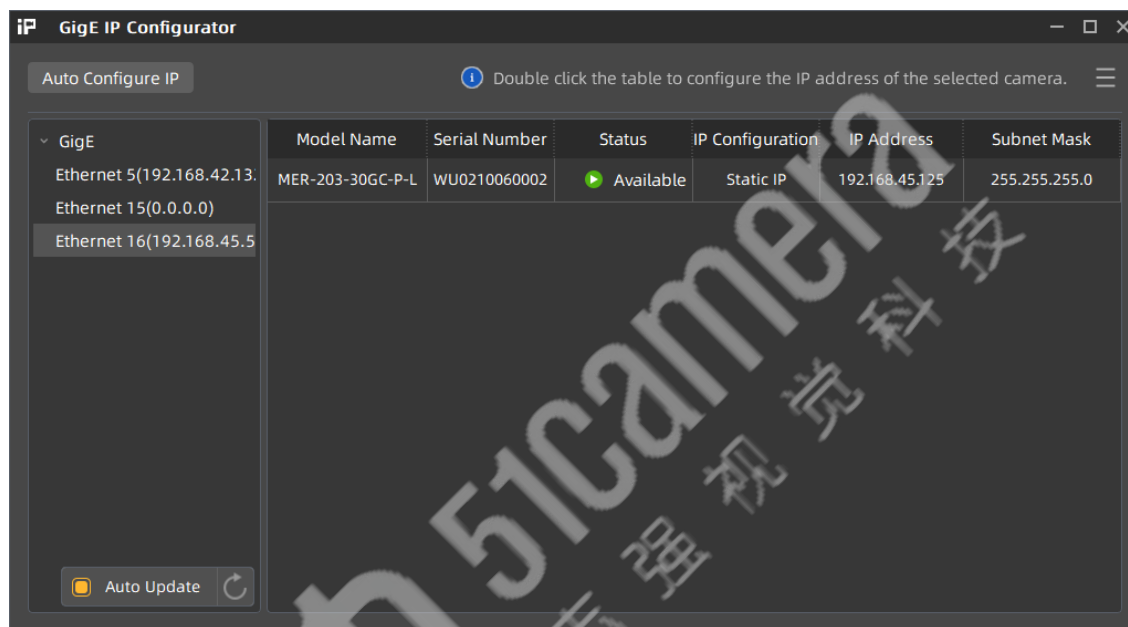 iP GigE IP Configurator
Auto Configure IP
Double click the table to configure the IP address of the selected camera.
GigE
Ethernet 5(192.168.42.13
Ethernet 15(0.0.0.0)
Ethernet 16(192.168.45.5
Model Name Serial Number Status IP Configuration IP Address Subnet Mask
MER-203-30GC-P-L WU0210060002 Available Static IP 192.168.45.125 255.255.255.0
Auto Update
51camera
强视觉科技